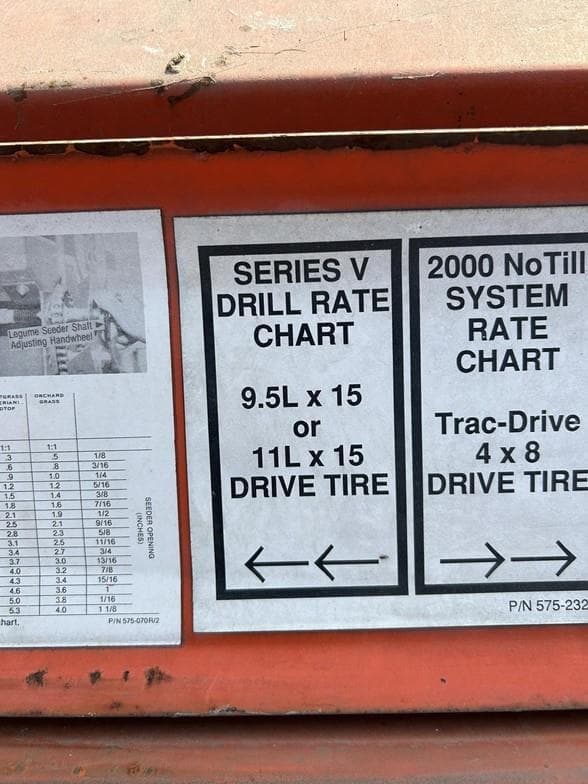 Legume Seeder Shaft
Adjusting Handwheel
ORCHARD
GRASS
1:1 1:1
.3 .5 1/8
.6 .8 3/16
.9 1.0 1/4
1.2 1.2 5/16
1.5 1.4 3/8
1.8 1.6 7/16
2.1 1.9 1/2
2.5 2.1 9/16
2.8 2.3 5/8
3.1 2.5 11/16
3.4 2.7 3/4
3.7 3.0 13/16
4.0 3.2 7/8
4.3 3.4 15/16
4.6 3.6 1
5.0 3.8 1/16
5.3 4.0 1 1/8
SEEDER OPENING
(INCHES)
hart.
P/N 575-070R/2
SERIES V
DRILL RATE
CHART
9.5L x 15
or
11L x 15
DRIVE TIRE
2000 NoTill
SYSTEM
RATE
CHART
Trac-Drive
4 x 8
DRIVE TIRE
P/N 575-232